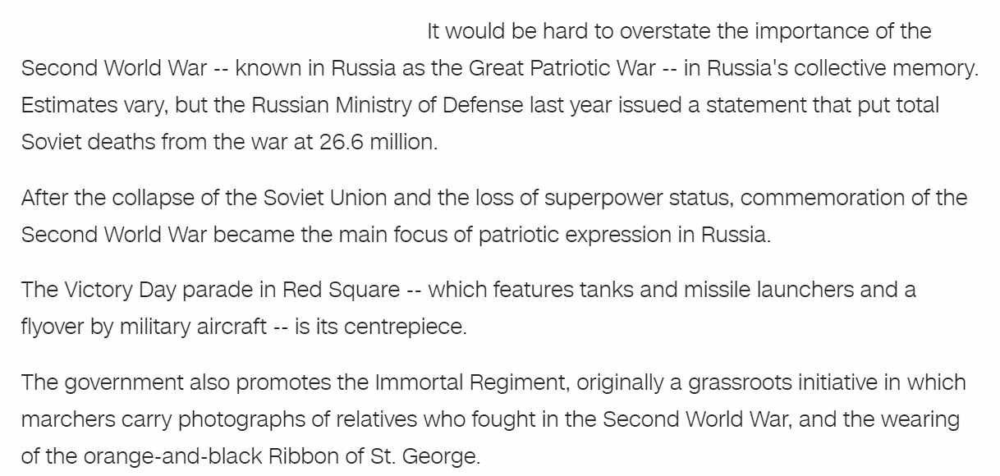 It would be hard to overstate the importance of the
Second World War -- known in Russia as the Great Patriotic War -- in Russia's collective memory.
Estimates vary, but the Russian Ministry of Defense last year issued a statement that put total
Soviet deaths from the war at 26.6 million.
After the collapse of the Soviet Union and the loss of superpower status, commemoration of the
Second World War became the main focus of patriotic expression in Russia.
The Victory Day parade in Red Square -- which features tanks and missile launchers and a
flyover by military aircraft -- is its centrepiece.
The government also promotes the Immortal Regiment, originally a grassroots initiative in which
marchers carry photographs of relatives who fought in the Second World War, and the wearing
of the orange-and-black Ribbon of St. George.